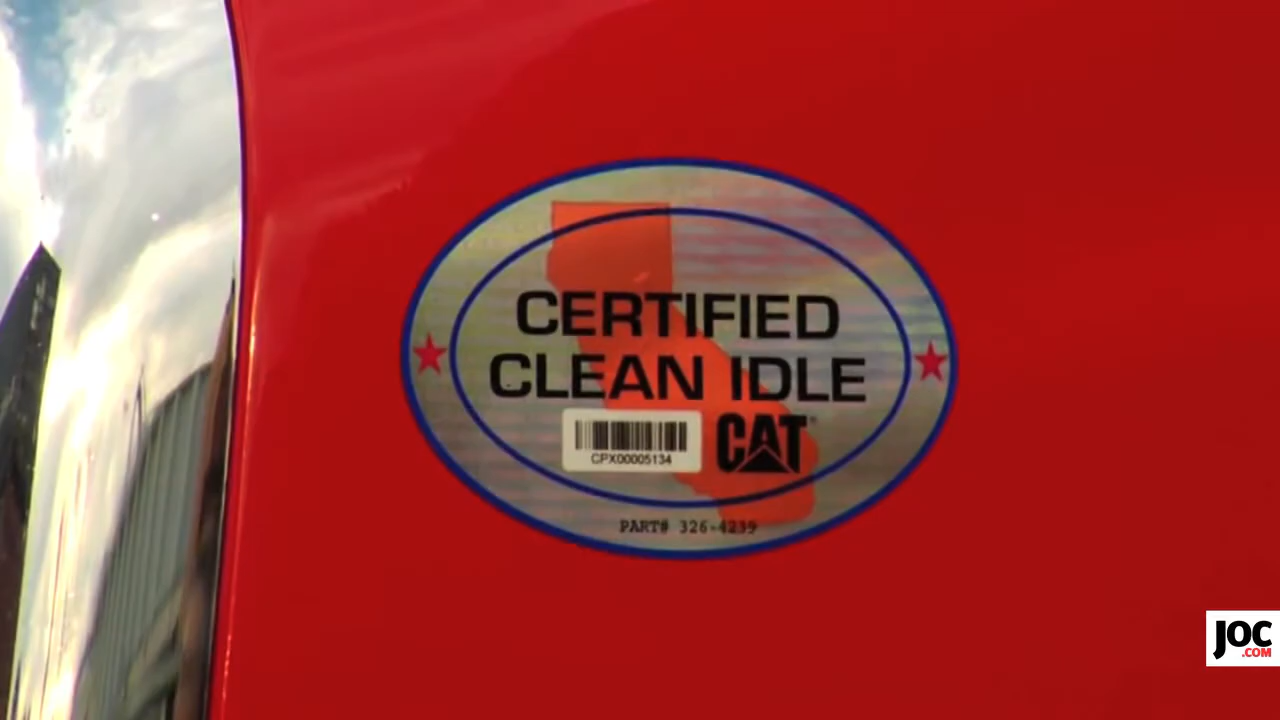 CERTIFIED
CLEAN IDLE
CPX00005134
CAT®
PART# 326-4239
JOC
.COM